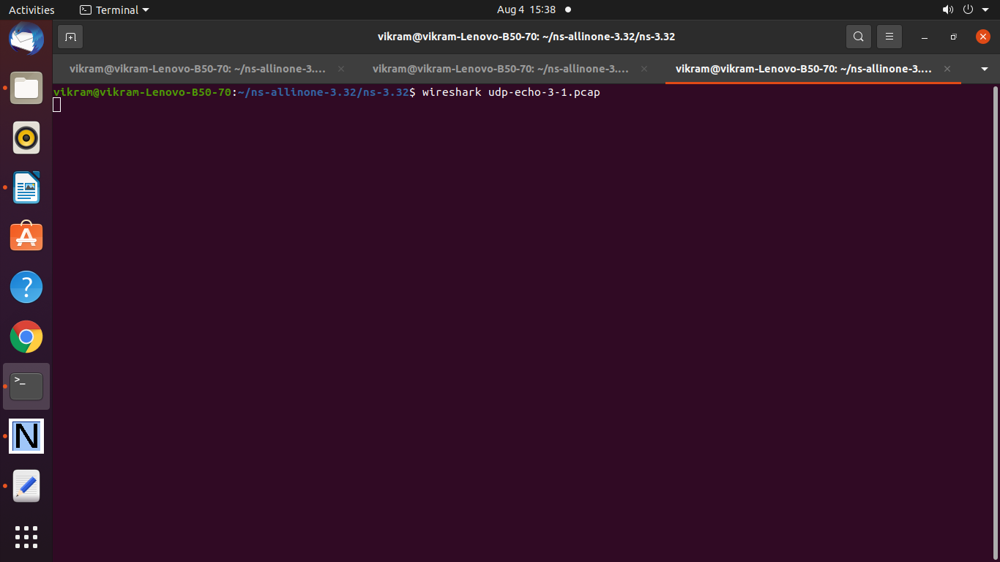 Activities
Terminal
Aug 4 15:38
vikram@vikram-Lenovo-B50-70: ~/ns-allinone-3.32/ns-3.32
vikram@vikram-Lenovo-B50-70: ~/ns-allinone-3.…
vikram@vikram-Lenovo-B50-70: ~/ns-allinone-3.…
vikram@vikram-Lenovo-B50-70: ~/ns-allinone-3.…
vikram@vikram-Lenovo-B50-70:~/ns-allinone-3.32/ns-3.32$ wireshark udp-echo-3-1.pcap
?
>_
N